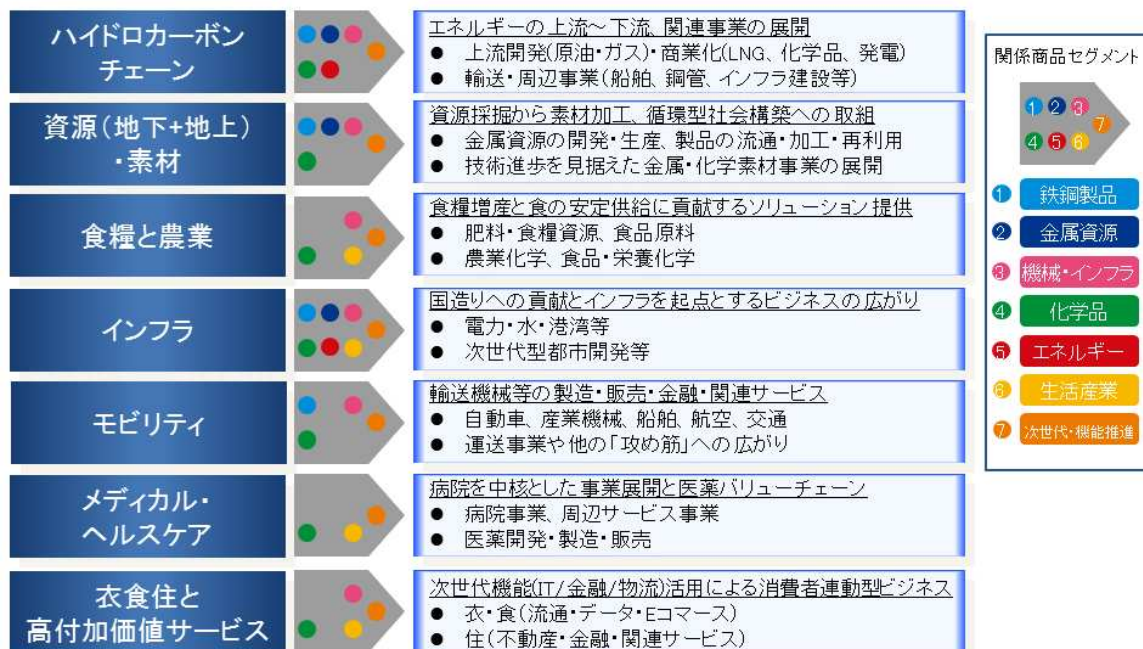 ハイドロカーボン
チェーン
エネルギーの上流～下流、関連事業の展開
● 上流開発(原油・ガス)・商業化(LNG、化学品、発電)
● 輸送・周辺事業(船舶、鋼管、インフラ建設等)
資源(地下+地上)
・素材
資源採掘から素材加工、循環型社会構築への取組
● 金属資源の開発・生産、製品の流通・加工・再利用
● 技術進歩を見据えた金属・化学素材事業の展開
食糧と農業
食糧増産と食の安定供給に貢献するソリューション提供
● 肥料・食糧資源、食品原料
● 農業化学、食品・栄養化学
インフラ
国造りへの貢献とインフラを起点とするビジネスの広がり
● 電力・水・港湾等
● 次世代型都市開発等
モビリティ
輸送機械等の製造・販売・金融・関連サービス
● 自動車、産業機械、船舶、航空、交通
● 運送事業や他の「攻め筋」への広がり
メディカル・
ヘルスケア
病院を中核とした事業展開と医薬バリューチェーン
● 病院事業、周辺サービス事業
● 医薬開発・製造・販売
衣食住と
高付加価値サービス
次世代機能(IT/金融/物流)活用による消費者連動型ビジネス
● 衣・食(流通・データ・Eコマース)
● 住(不動産・金融・関連サービス)
関係商品セグメント
1 2 3
7
4 5 6
1 鉄鋼製品
2 金属資源
3 機械・インフラ
4 化学品
5 エネルギー
6 生活産業
7 次世代・機能推進